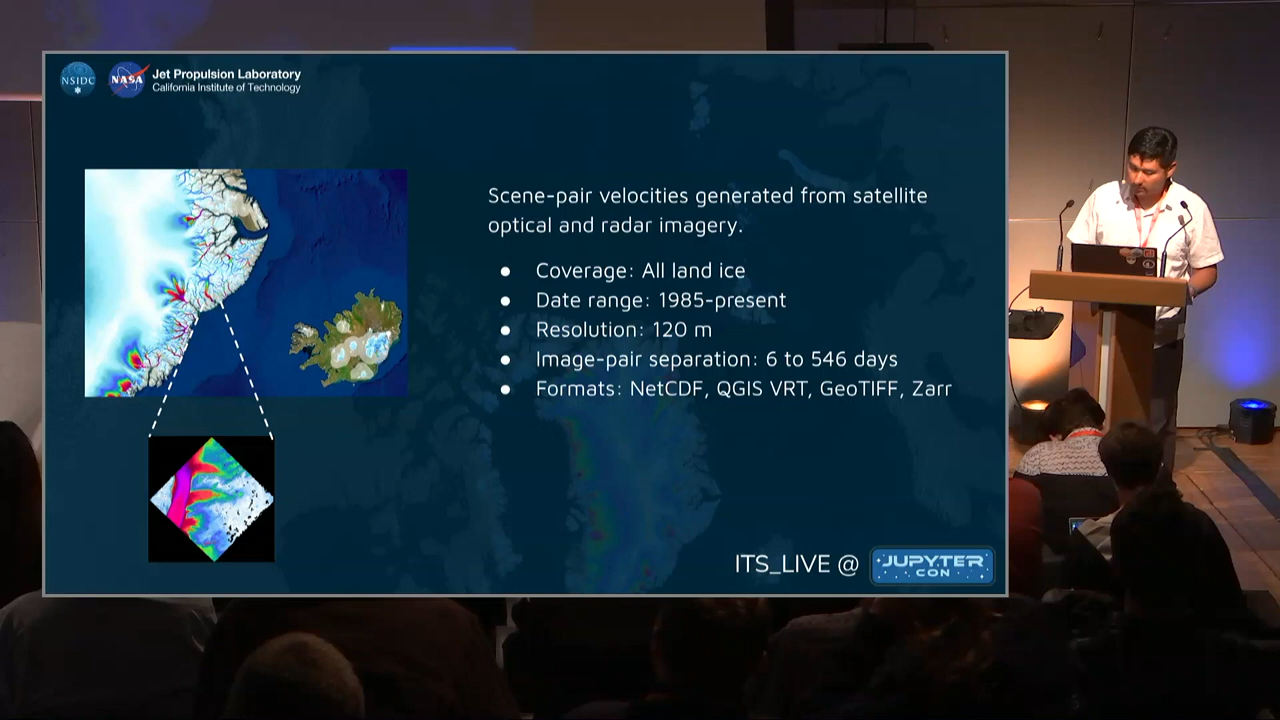 NSIDC
NASA
Jet Propulsion Laboratory
California Institute of Technology
Scene-pair velocities generated from satellite
optical and radar imagery.
● Coverage: All land ice
● Date range: 1985-present
● Resolution: 120 m
● Image-pair separation: 6 to 546 days
● Formats: NetCDF, QGIS VRT, GeoTIFF, Zarr
ITS_LIVE @
JUPYTER
CON